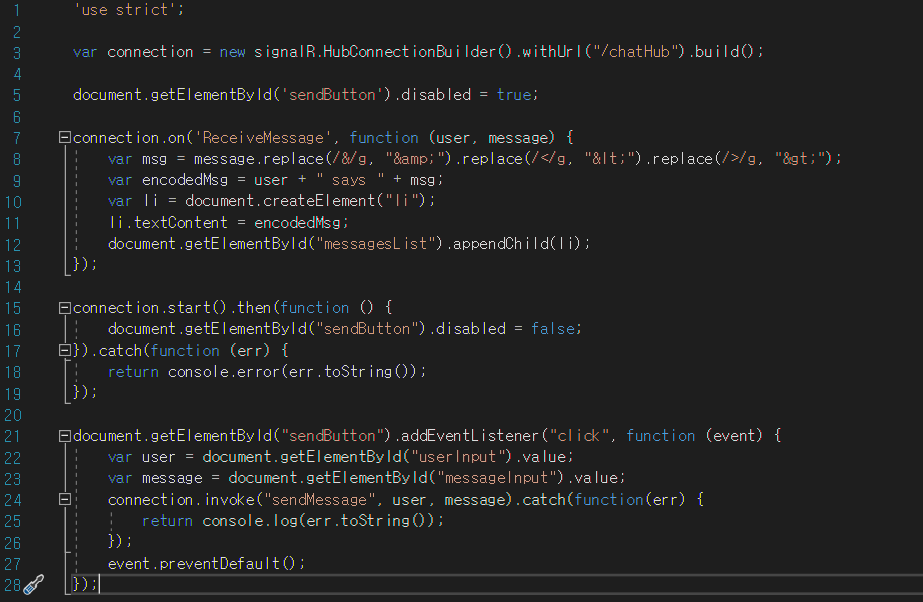 1 'use strict';
2
3 var connection = new signalR.HubConnectionBuilder().withUrl("/chatHub").build();
4
5 document.getElementById('sendButton').disabled = true;
6
7 connection.on('ReceiveMessage', function (user, message) {
8 var msg = message.replace(/&/g, "&amp;").replace(/</g, "&lt;").replace(/>/g, "&gt;");
9 var encodedMsg = user + " says " + msg;
10 var li = document.createElement("li");
11 li.textContent = encodedMsg;
12 document.getElementById("messagesList").appendChild(li);
13 });
14
15 connection.start().then(function () {
16 document.getElementById("sendButton").disabled = false;
17 }).catch(function (err) {
18 return console.error(err.toString());
19 });
20
21 document.getElementById("sendButton").addEventListener("click", function (event) {
22 var user = document.getElementById("userInput").value;
23 var message = document.getElementById("messageInput").value;
24 connection.invoke("sendMessage", user, message).catch(function(err) {
25 return console.log(err.toString());
26 });
27 event.preventDefault();
28 });